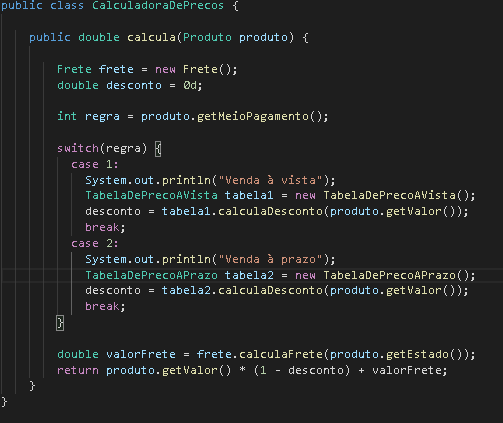 public class CalculadoraDePrecos {
public double calcula(Produto produto) {
Frete frete = new Frete();
double desconto = 0d;
int regra = produto.getMeioPagamento();
switch(regra) {
case 1:
System.out.println("Venda à vista");
TabelaDePrecoAVista tabela1 = new TabelaDePrecoAVista();
desconto = tabela1.calculaDesconto(produto.getValor());
break;
case 2:
System.out.println("Venda à prazo");
TabelaDePrecoAPrazo tabela2 = new TabelaDePrecoAPrazo();
desconto = tabela2.calculaDesconto(produto.getValor());
break;
}
double valorFrete = frete.calculaFrete(produto.getEstado());
return produto.getValor() * (1 - desconto) + valorFrete;
}
}